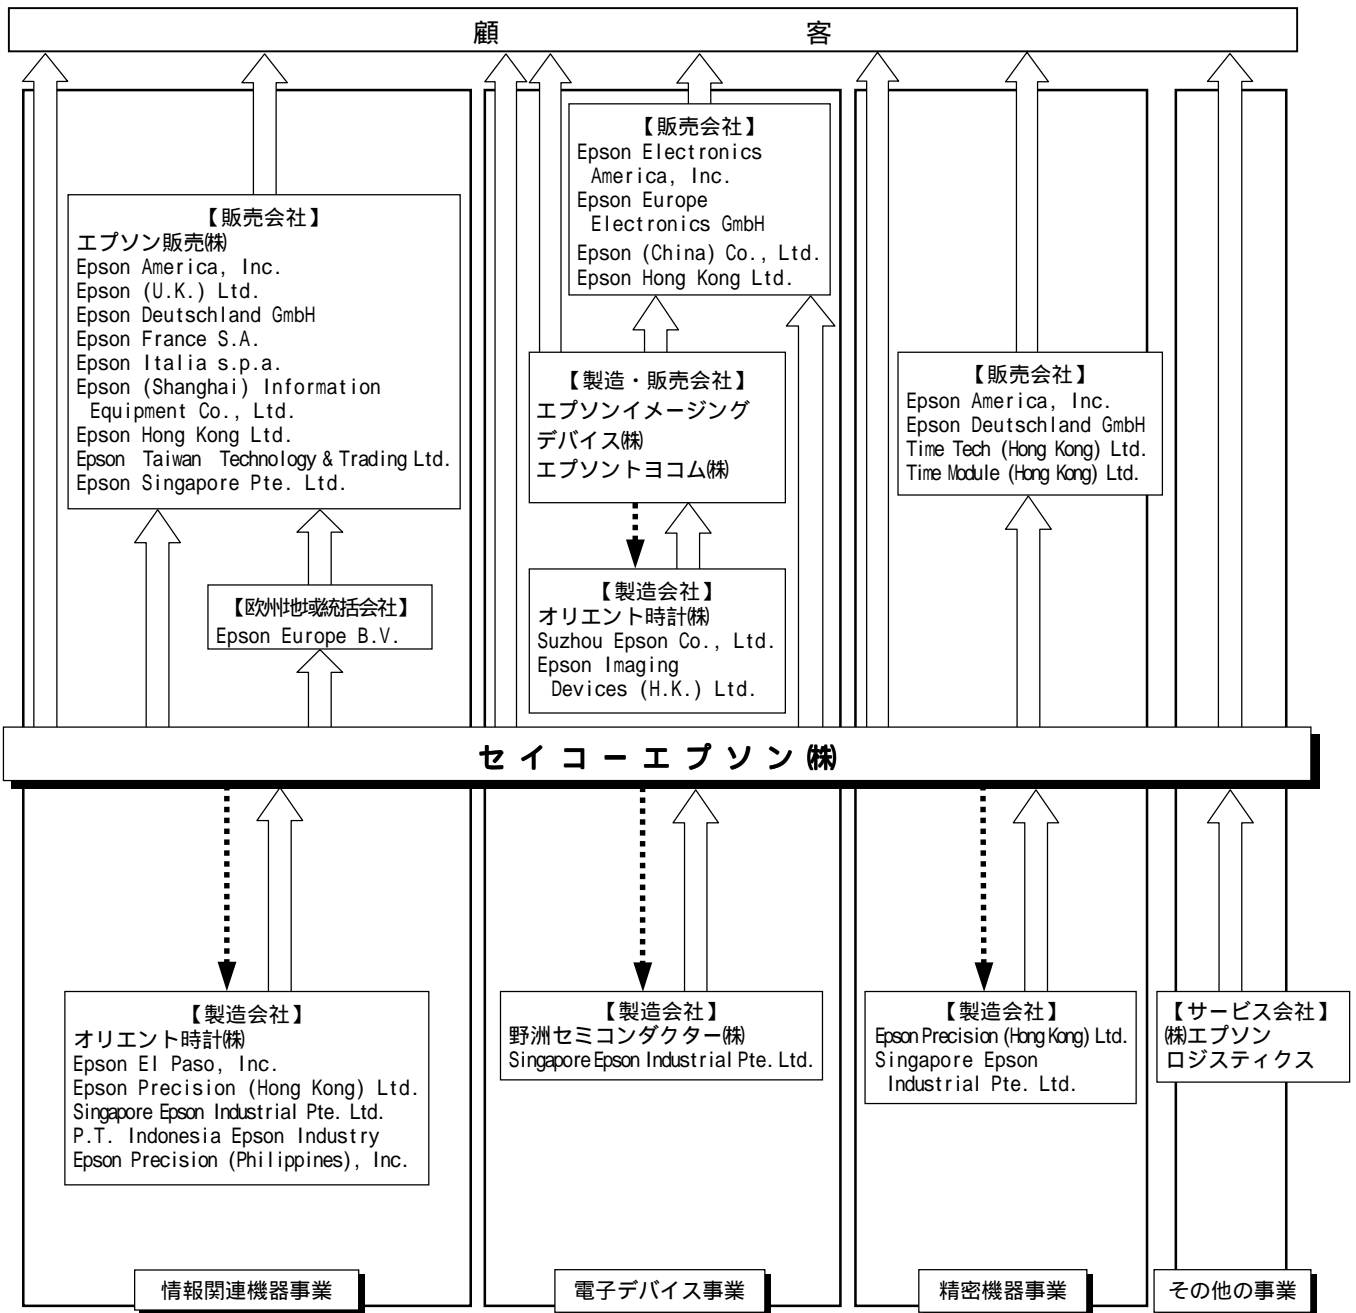 顧客
【販売会社】
エプソン販売㈱
Epson America, Inc.
Epson (U.K.) Ltd.
Epson Deutschland GmbH
Epson France S.A.
Epson Italia s.p.a.
Epson (Shanghai) Information
Equipment Co., Ltd.
Epson Hong Kong Ltd.
Epson Taiwan Technology & Trading Ltd.
Epson Singapore Pte. Ltd.
【欧州地域統括会社】
Epson Europe B.V.
【販売会社】
Epson Electronics
America, Inc.
Epson Europe
Electronics GmbH
Epson (China) Co., Ltd.
Epson Hong Kong Ltd.
【製造・販売会社】
エプソンイメージング
デバイス㈱
エプソントヨコム㈱
【製造会社】
オリエント時計㈱
Suzhou Epson Co., Ltd.
Epson Imaging
Devices (H.K.) Ltd.
【販売会社】
Epson America, Inc.
Epson Deutschland GmbH
Time Tech (Hong Kong) Ltd.
Time Module (Hong Kong) Ltd.
セイコーエプソン㈱
【製造会社】
オリエント時計㈱
Epson El Paso, Inc.
Epson Precision (Hong Kong) Ltd.
Singapore Epson Industrial Pte. Ltd.
P.T. Indonesia Epson Industry
Epson Precision (Philippines), Inc.
【製造会社】
野洲セミコンダクター㈱
Singapore Epson Industrial Pte. Ltd.
【製造会社】
Epson Precision (Hong Kong) Ltd.
Singapore Epson
Industrial Pte. Ltd.
【サービス会社】
㈱エプソン
ロジスティクス
情報関連機器事業
電子デバイス事業
精密機器事業
その他の事業